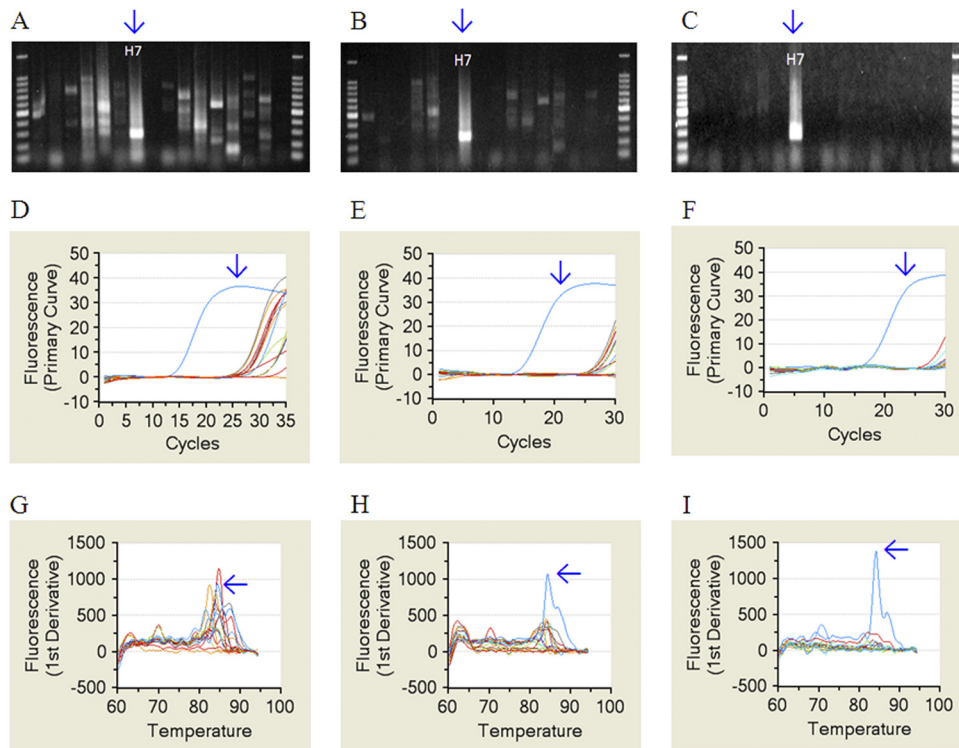 A
B
C
H7
H7
H7
D
E
F
Fluorescence
(Primary Curve)
50
40
30
20
10
0
-10
0 5 10 15 20 25 30 35
Cycles
Fluorescence
(Primary Curve)
50
40
30
20
10
0
-10
0 10 20 30
Cycles
Fluorescence
(Primary Curve)
50
40
30
20
10
0
-10
0 10 20 30
Cycles
G
H
I
Fluorescence
(1st Derivative)
1500
1000
500
0
-500
60 70 80 90 100
Temperature
Fluorescence
(1st Derivative)
1500
1000
500
0
-500
60 70 80 90 100
Temperature
Fluorescence
(1st Derivative)
1500
1000
500
0
-500
60 70 80 90 100
Temperature